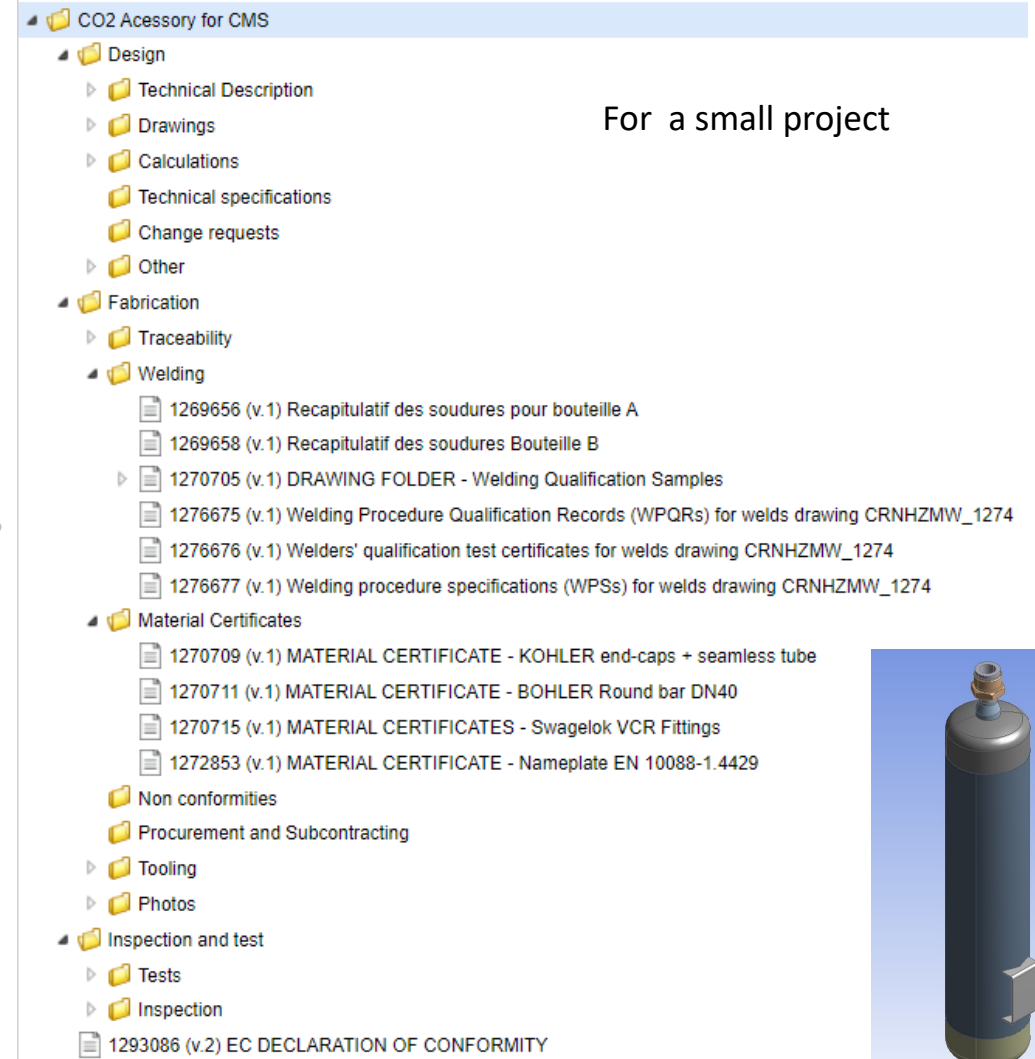 CO2 Acessory for CMS
Design
Technical Description
For a small project
Drawings
Calculations
Technical specifications
Change requests
Other
Fabrication
Traceability
Welding
1269656 (v.1) Recapitulatif des soudures pour bouteille A
1269658 (v.1) Recapitulatif des soudures Bouteille B
1270705 (v.1) DRAWING FOLDER - Welding Qualification Samples
1276675 (v.1) Welding Procedure Qualification Records (WPQRs) for welds drawing CRNHZMW_1274
1276676 (v.1) Welders' qualification test certificates for welds drawing CRNHZMW_1274
1276677 (v.1) Welding procedure specifications (WPSs) for welds drawing CRNHZMW_1274
Material Certificates
1270709 (v.1) MATERIAL CERTIFICATE - KOHLER end-caps + seamless tube
1270711 (v.1) MATERIAL CERTIFICATE - BOHLER Round bar DN40
1270715 (v.1) MATERIAL CERTIFICATES - Swagelok VCR Fittings
1272853 (v.1) MATERIAL CERTIFICATE - Nameplate EN 10088-1.4429
Non conformities
Procurement and Subcontracting
Tooling
Photos
Inspection and test
Tests
Inspection
1293086 (v.2) EC DECLARATION OF CONFORMITY